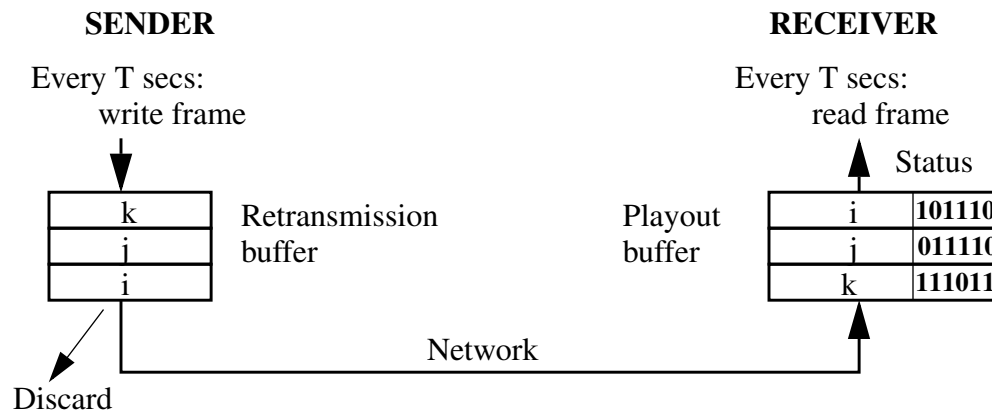 SENDER
RECEIVER
Every T secs:
write frame
Every T secs:
read frame
Status
k
j
i
Retransmission
buffer
Playout
buffer
i 101110
j 011110
k 111011
Network
Discard